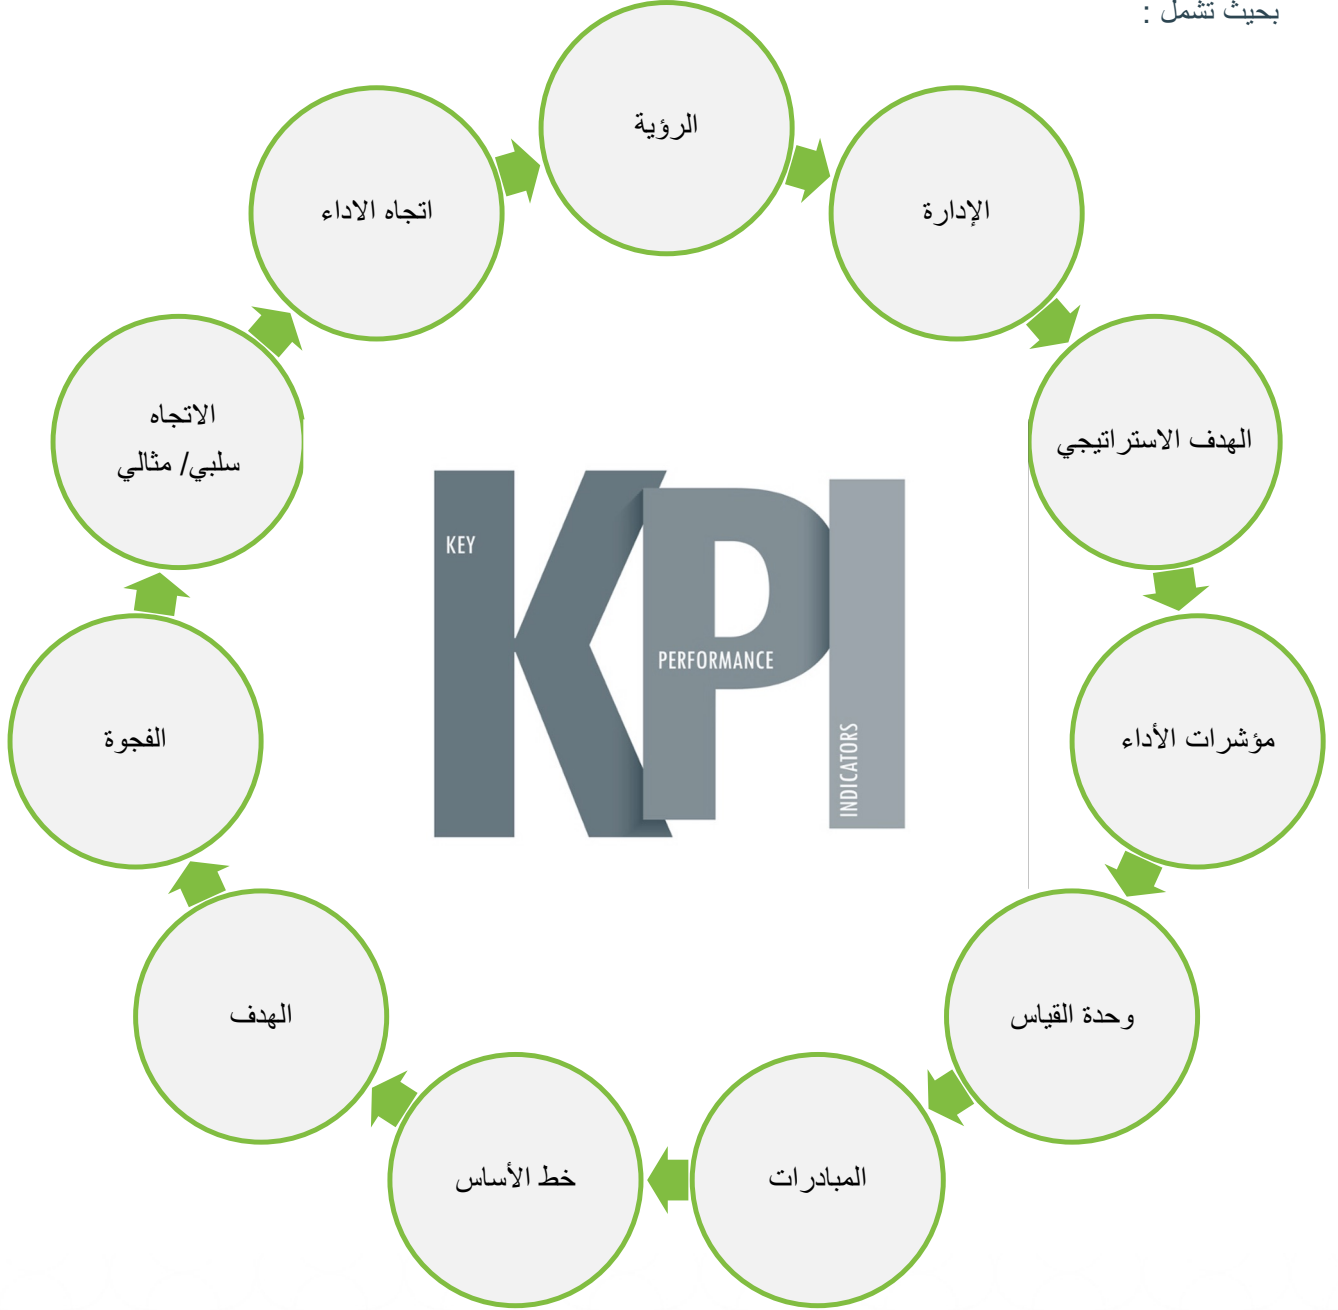 بحيث تشمل :
الرؤية
الإدارة
الهدف الاستراتيجي
مؤشرات الأداء
وحدة القياس
المبادرات
خط الأساس
الهدف
الفجوة
الاتجاه
سلبي/ مثالي
اتجاه الاداء
KEY
KPI
PERFORMANCE
INDICATORS